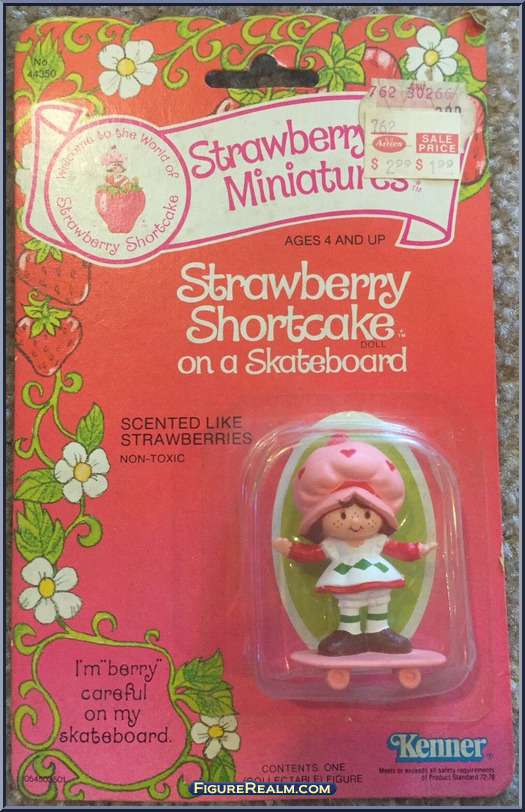 No.
44350
762 30266
762
Ames
SALE
PRICE
$ 2.99 $ 1.99
Welcome to the World of
Strawberry Shortcake
Strawberry
Miniatures
TM
AGES 4 AND UP
Strawberry
Shortcake
TM
DOLL
on a Skateboard
SCENTED LIKE
STRAWBERRIES
NON-TOXIC
I'm "berry"
careful
on my
skateboard.
Kenner
CONTENTS: ONE
(COLLECTABLE) FIGURE
Meets or exceeds all safety requirements
of Product Standard 72-76
FIGUREREALM.COM